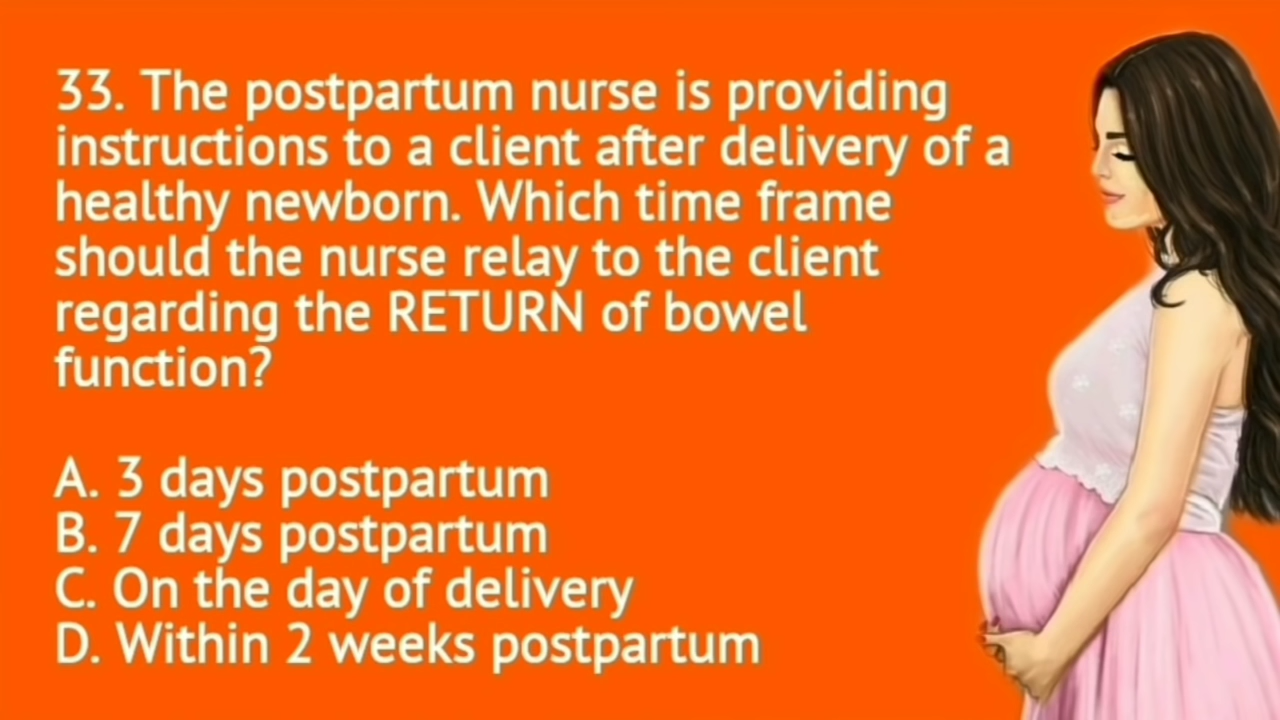 33. The postpartum nurse is providing
instructions to a client after delivery of a
healthy newborn. Which time frame
should the nurse relay to the client
regarding the RETURN of bowel
function?
A. 3 days postpartum
B. 7 days postpartum
C. On the day of delivery
D. Within 2 weeks postpartum